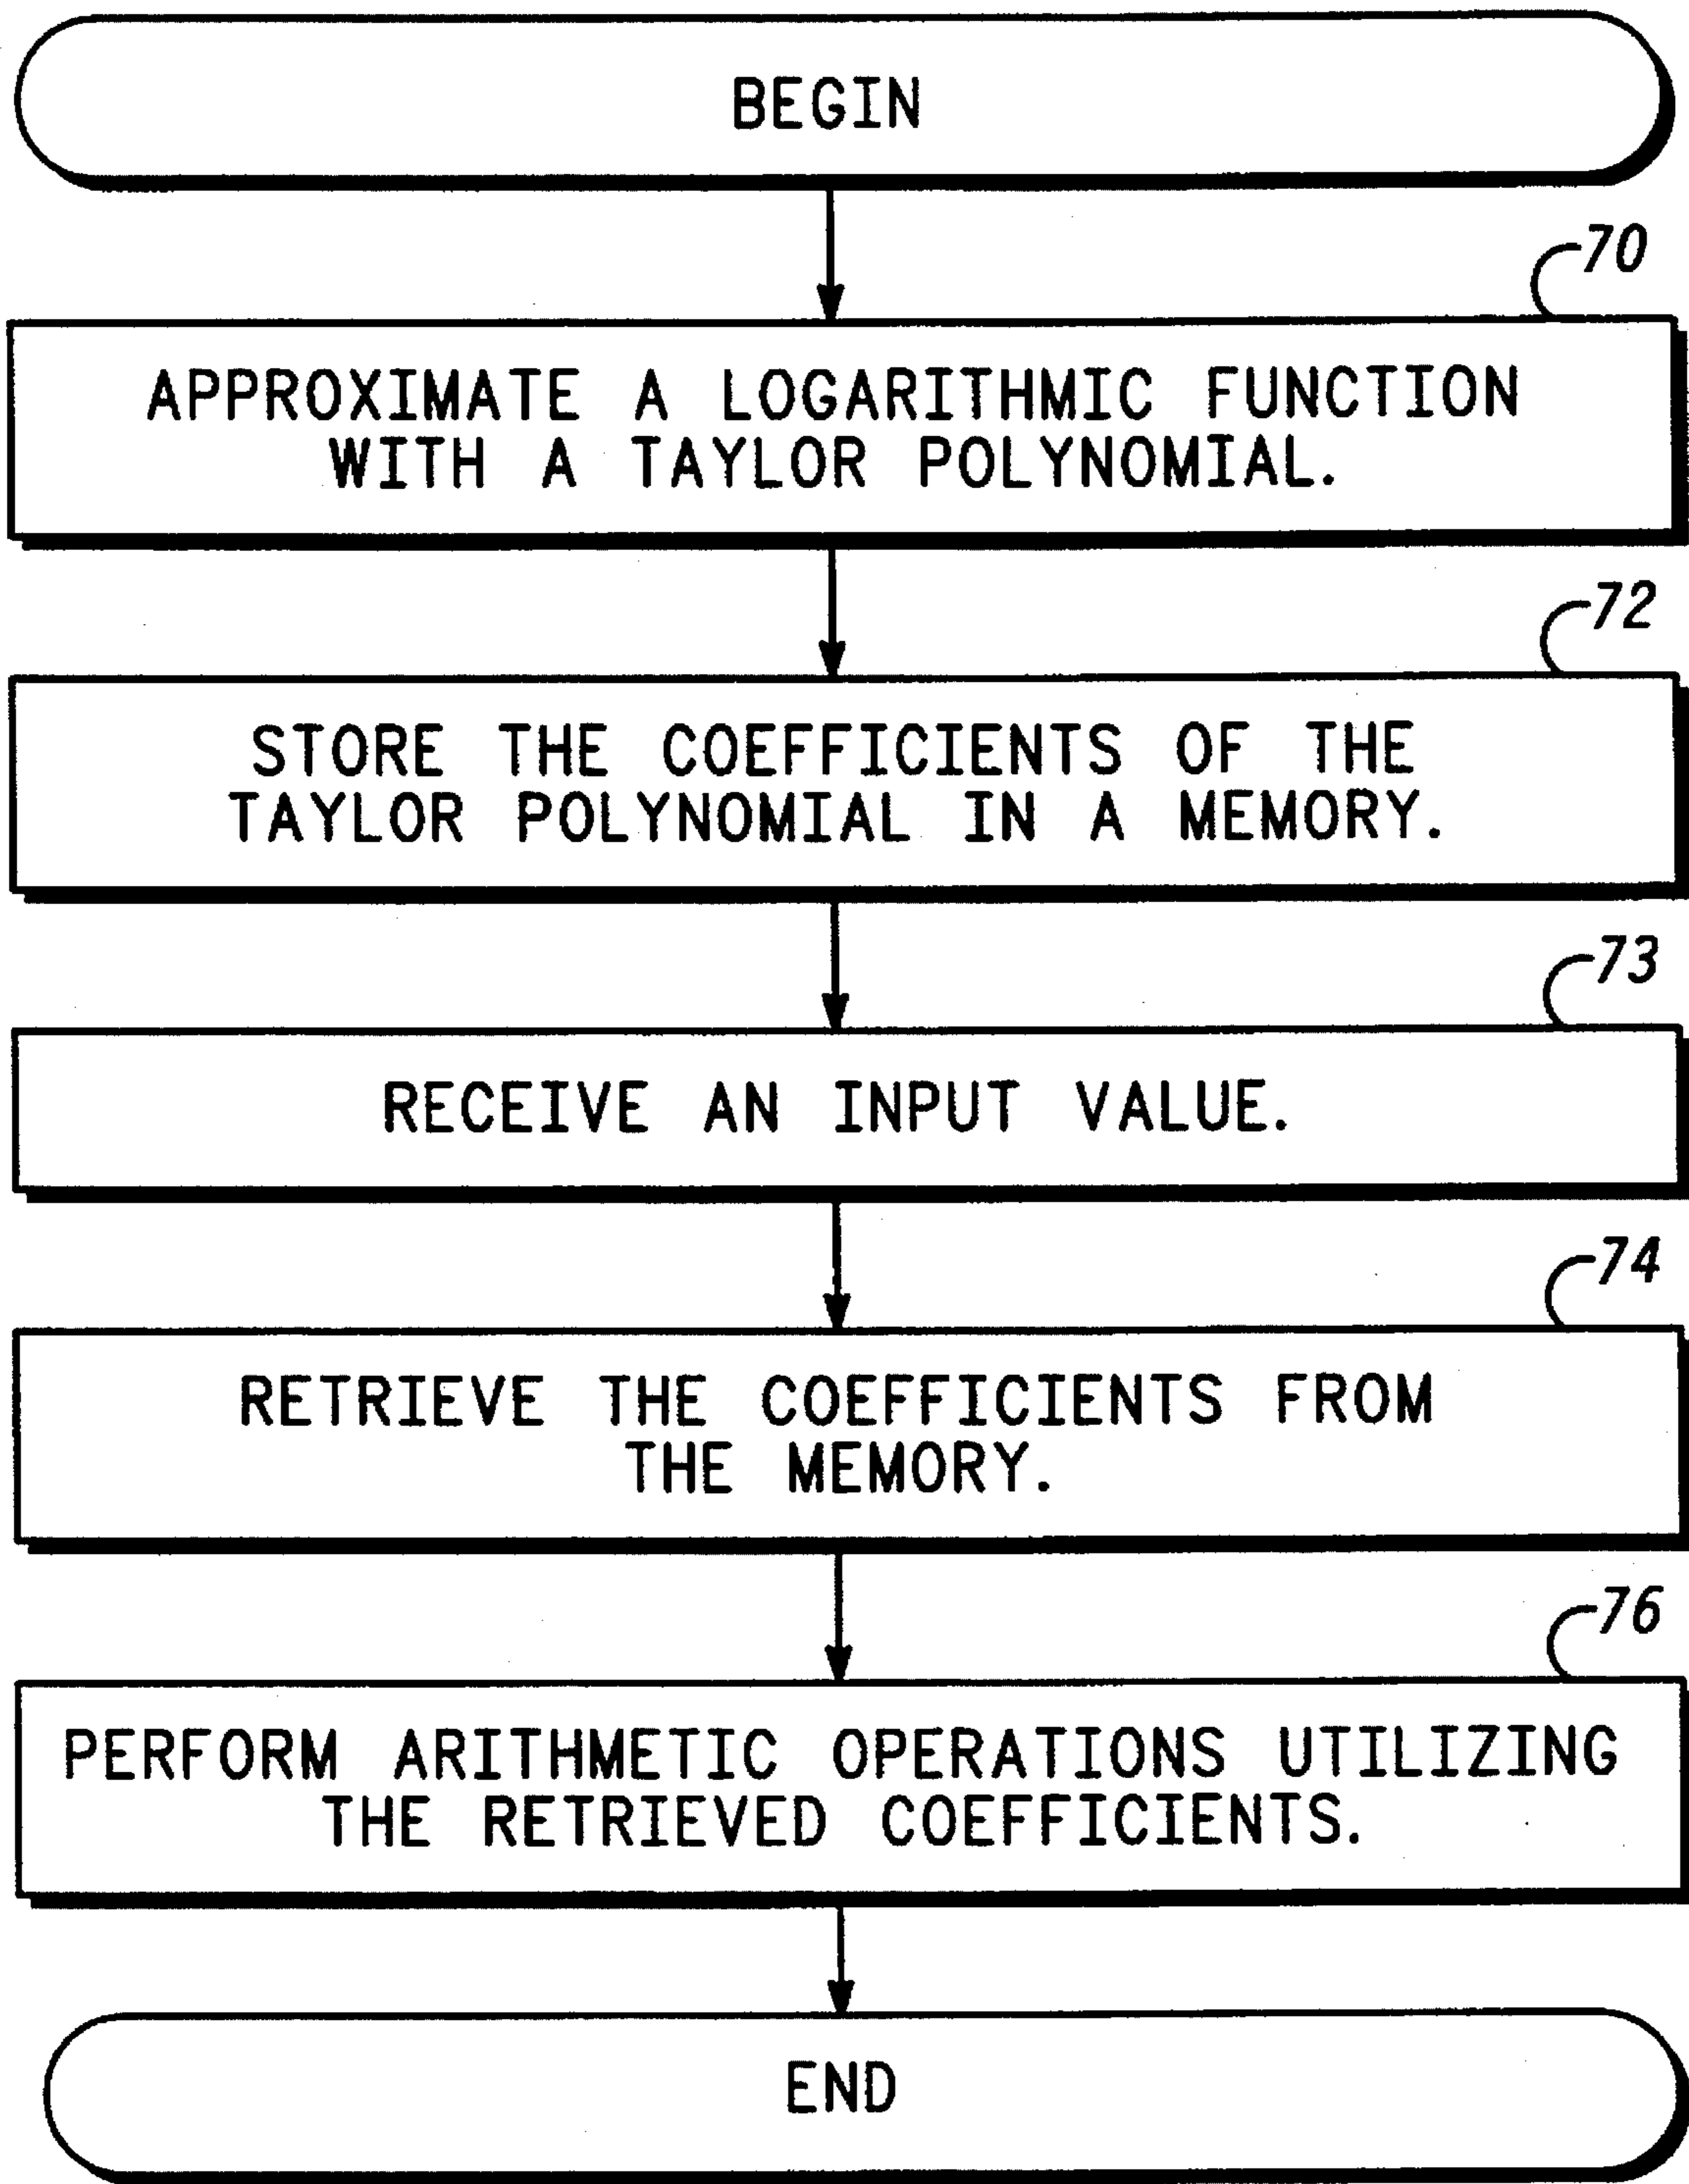 BEGIN
70
APPROXIMATE A LOGARITHMIC FUNCTION
WITH A TAYLOR POLYNOMIAL.
72
STORE THE COEFFICIENTS OF THE
TAYLOR POLYNOMIAL IN A MEMORY.
73
RECEIVE AN INPUT VALUE.
74
RETRIEVE THE COEFFICIENTS FROM
THE MEMORY.
76
PERFORM ARITHMETIC OPERATIONS UTILIZING
THE RETRIEVED COEFFICIENTS.
END